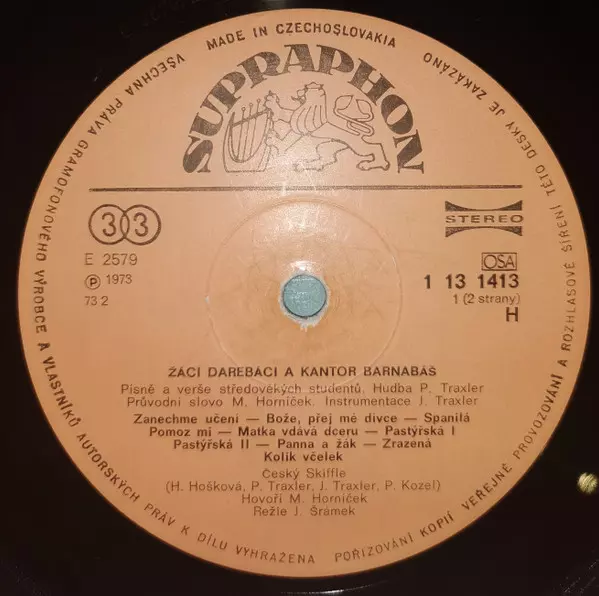 MADE IN CZECHOSLOVAKIA
VŠECHNA PRÁVA GRAMOFONOVÉHO VÝROBCE A VLASTNÍKŮ AUTORSKÝCH PRÁV K DÍLU VYHRAŽENA
POŘIZOVÁNÍ KOPIÍ VEŘEJNÉ PROVOZOVÁNÍ A ROZHLASOVÉ ŠÍŘENÍ TÉTO DESKY JE ZAKÁZÁNO
SUPRAPHON
33
STEREO
E 2579
℗ 1973
73 2
OSA
1 13 1413
1 (2 strany)
H
ŽÁCI DAREBÁCI A KANTOR BARNABÁŠ
Písně a verše středověkých studentů. Hudba P. Traxler
Průvodní slovo M. Horníček. Instrumentace J. Traxler
Zanechme učení — Bože, přej mé dívce — Spanilá
Pomoz mi — Matka vdává dceru — Pastýřská I
Pastýřská II — Panna a žák — Zrazená
Kolik včelek
Český Skiffle
(H. Hošková, P. Traxler, J. Traxler, P. Kozel)
Hovoří M. Horníček
Režie J. Šrámek